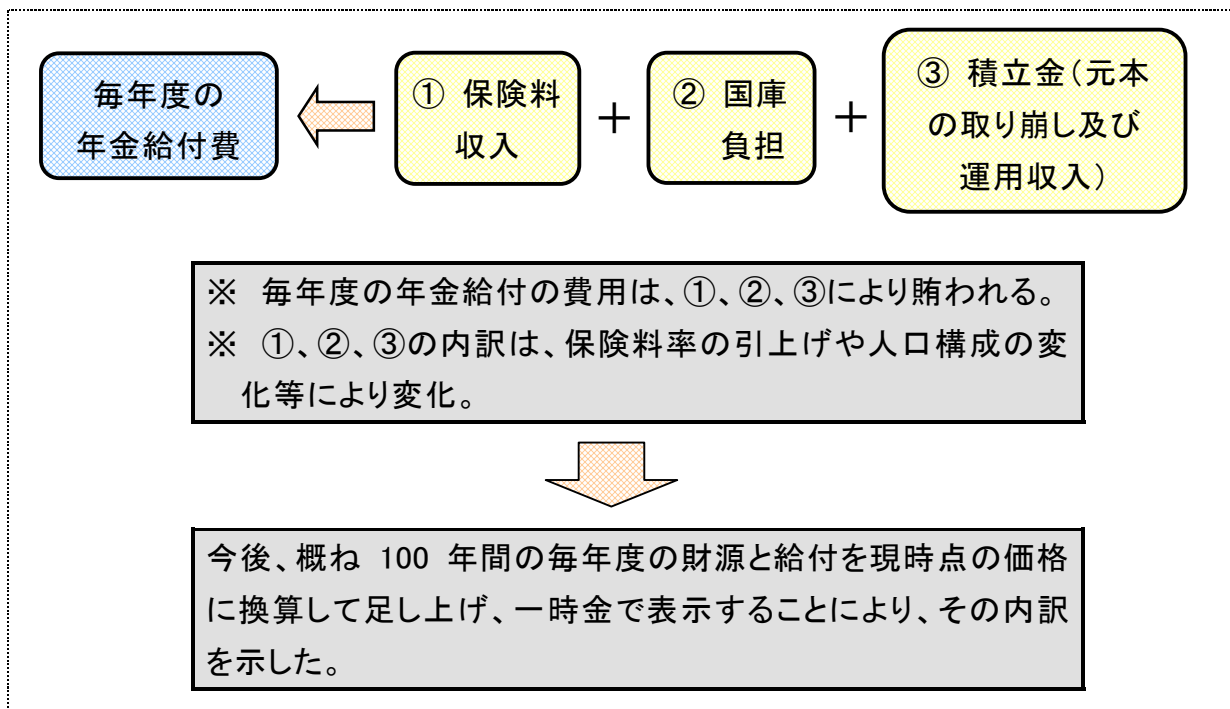 毎年度の
年金給付費
① 保険料
収入
＋
② 国庫
負担
＋
③ 積立金（元本
の取り崩し及び
運用収入）
※ 毎年度の年金給付の費用は、①、②、③により賄われる。
※ ①、②、③の内訳は、保険料率の引上げや人口構成の変
化等により変化。
今後、概ね 100 年間の毎年度の財源と給付を現時点の価格
に換算して足し上げ、一時金で表示することにより、その内訳
を示した。